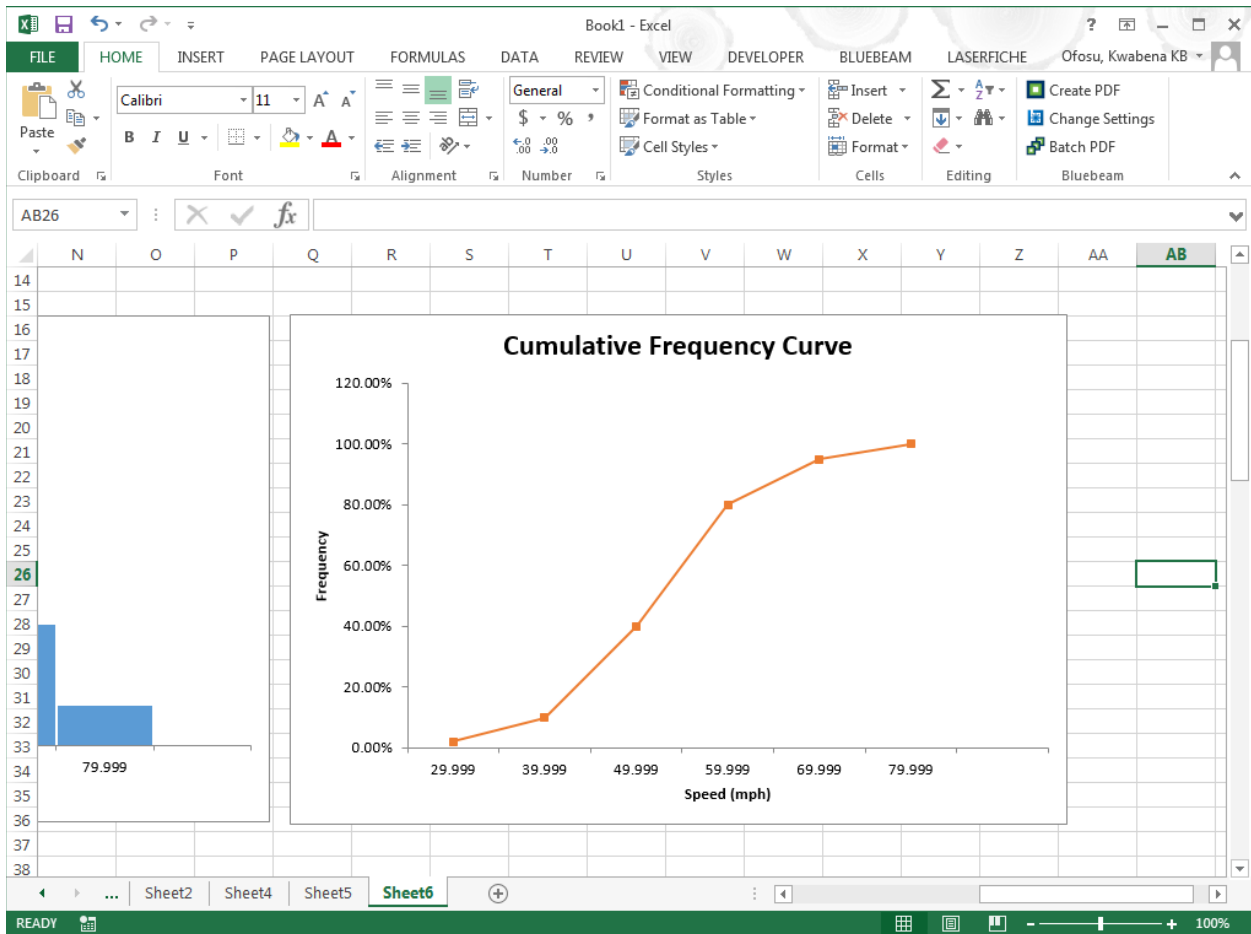 Book1 - Excel
?
FILE HOME INSERT PAGE LAYOUT FORMULAS DATA REVIEW VIEW DEVELOPER BLUEBEAM LASERFICHE Ofosu, Kwabena KB
Paste
Calibri 11 A A
B I U A
General
$ % ,
.0 .00
.00 .0
Conditional Formatting
Format as Table
Cell Styles
Insert
Delete
Format
Σ A Z
Create PDF
Change Settings
Batch PDF
Clipboard Font Alignment Number Styles Cells Editing Bluebeam
AB26 fx
N O P Q R S T U V W X Y Z AA AB
14
15
16
17
18
19
20
21
22
23
24
25
26
27
28
29
30
31
32
33
34
35
36
37
38
79.999
Cumulative Frequency Curve
120.00%
100.00%
80.00%
60.00%
40.00%
20.00%
0.00%
Frequency
29.999 39.999 49.999 59.999 69.999 79.999
Speed (mph)
... Sheet2 Sheet4 Sheet5 Sheet6
READY 100%